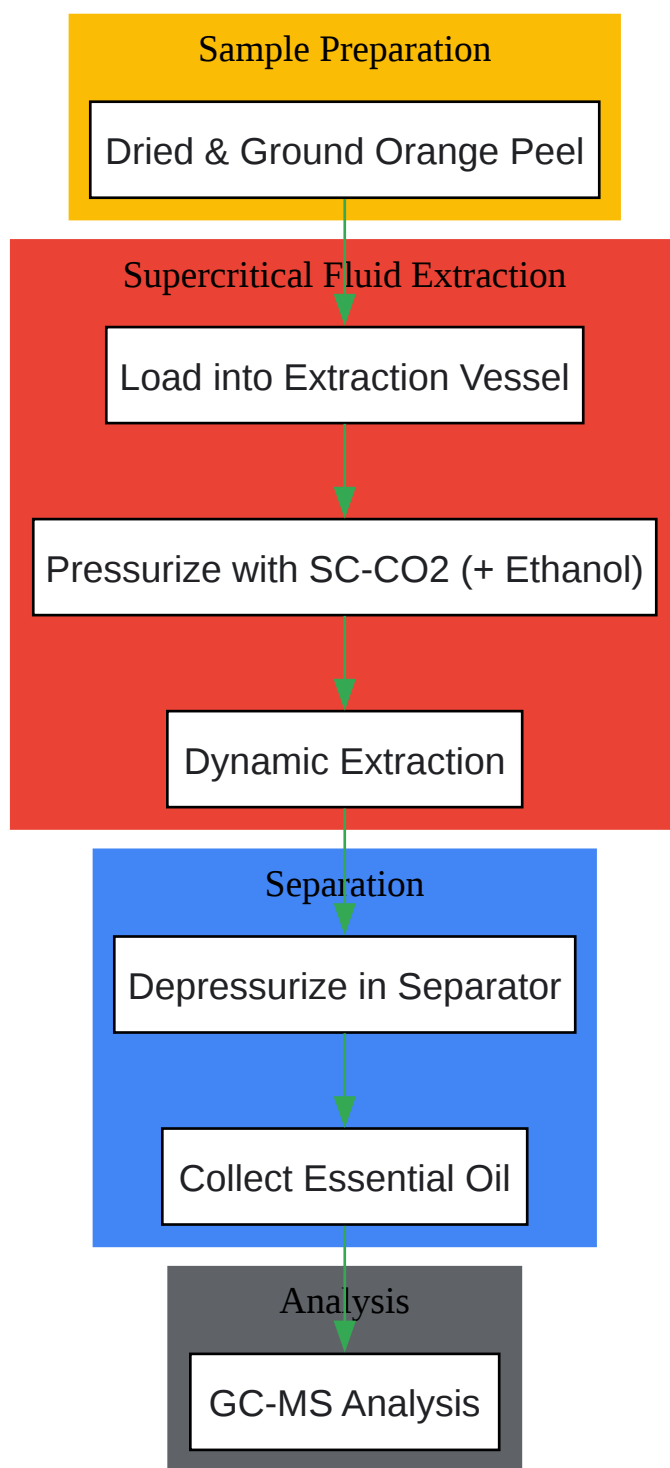 Sample Preparation
Dried & Ground Orange Peel
Supercritical Fluid Extraction
Load into Extraction Vessel
Pressurize with SC-CO2 (+ Ethanol)
Dynamic Extraction
Separation
Depressurize in Separator
Collect Essential Oil
Analysis
GC-MS Analysis